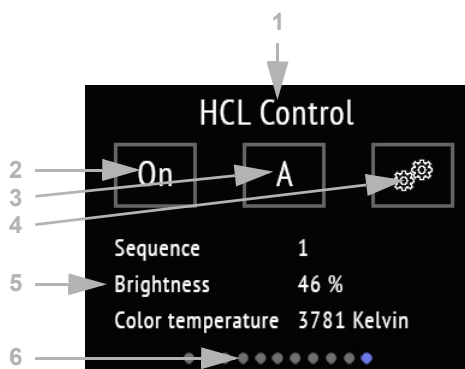 1
HCL Control
2
3
4
On
A
Sequence 1
5
Brightness 46 %
Color temperature 3781 Kelvin
6